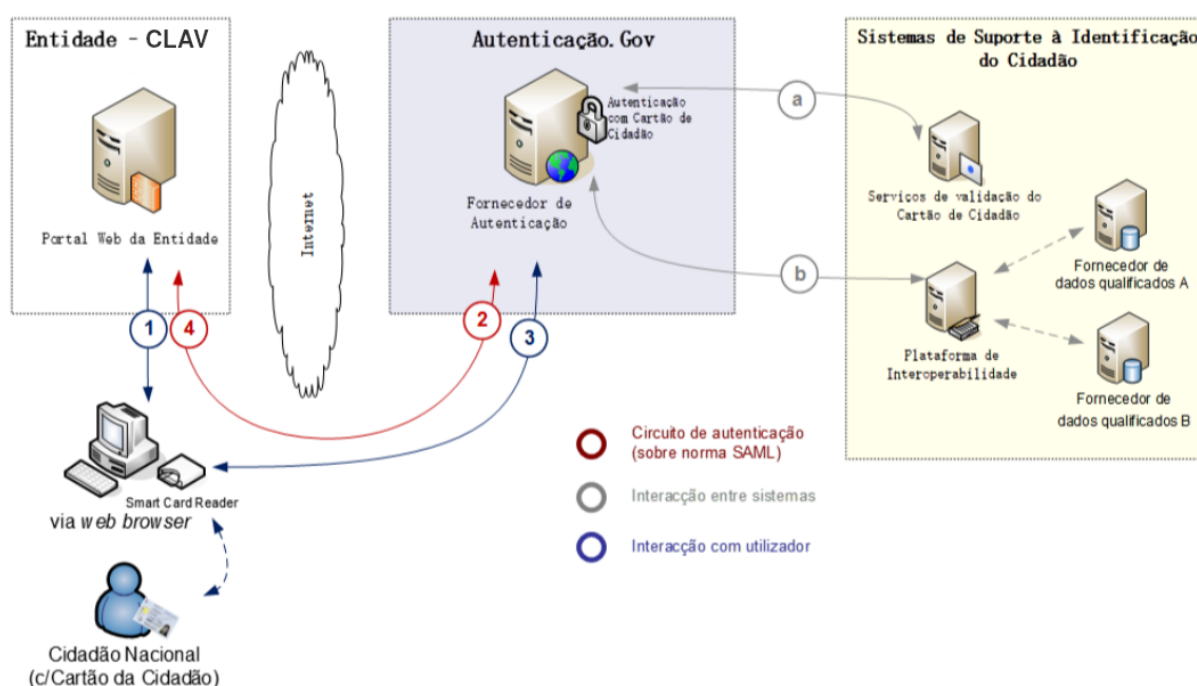 Entidade - CLAV
Portal Web da Entidade
Internet
Autenticação.Gov
Autenticação
com Cartão de
Cidadão
Fornecedor de
Autenticação
Sistemas de Suporte à Identificação
do Cidadão
a
Serviços de validação do
Cartão de Cidadão
b
Plataforma de
Interoperabilidade
Fornecedor de
dados qualificados A
Fornecedor de
dados qualificados B
1
4
2
3
Smart Card Reader
via web browser
Cidadão Nacional
(c/Cartão da Cidadão)
Circuito de autenticação
(sobre norma SAML)
Interacção entre sistemas
Interacção com utilizador